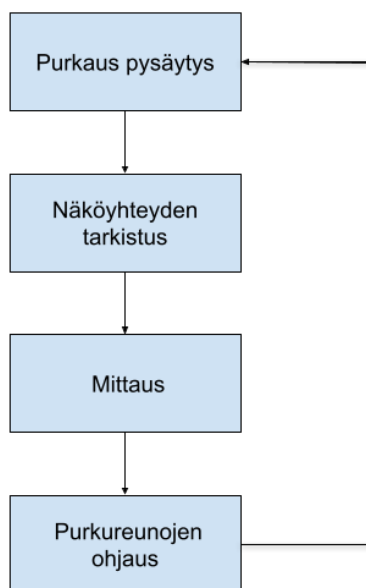 Purkaus pysäytys
Näköyhteyden
tarkistus
Mittaus
Purkureunojen
ohjaus